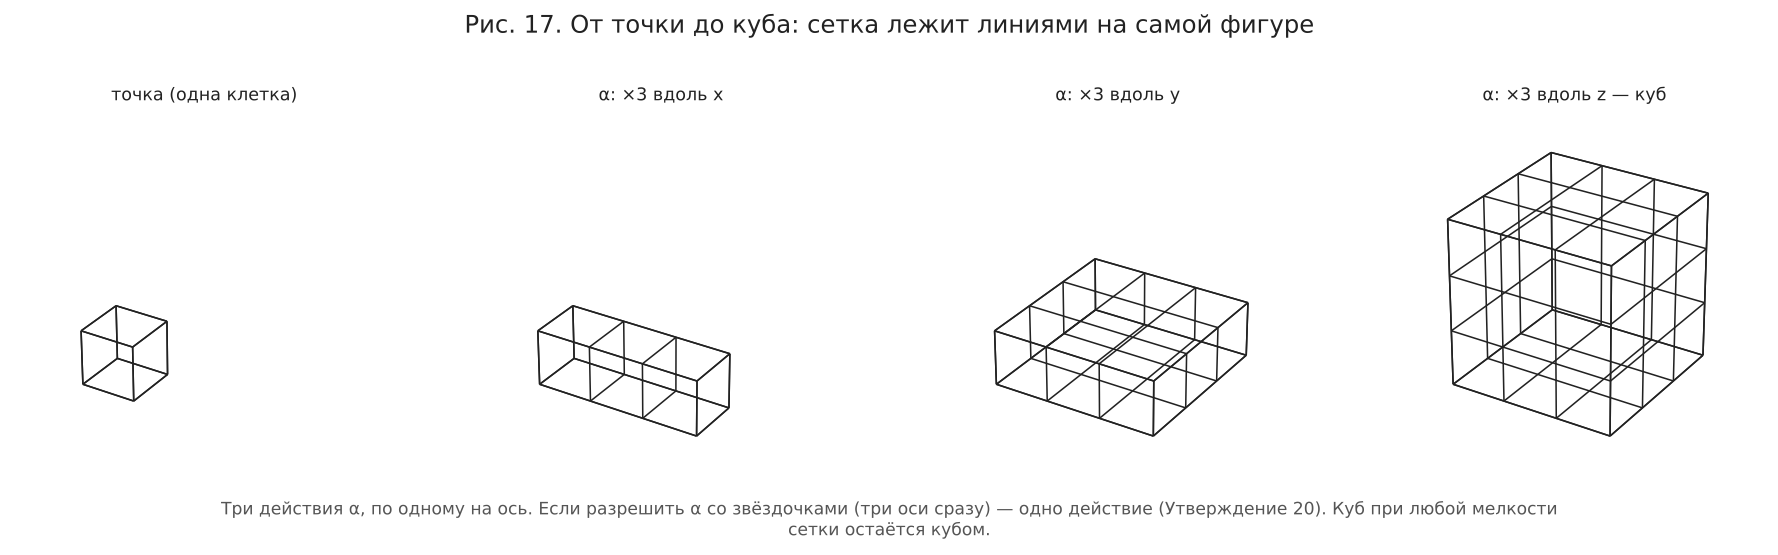 Рис. 17. От точки до куба: сетка лежит линиями на самой фигуре
точка (одна клетка)
α: ×3 вдоль x
α: ×3 вдоль y
α: ×3 вдоль z — куб
Три действия α, по одному на ось. Если разрешить α со звёздочками (три оси сразу) — одно действие (Утверждение 20). Куб при любой мелкости
сетки остаётся кубом.